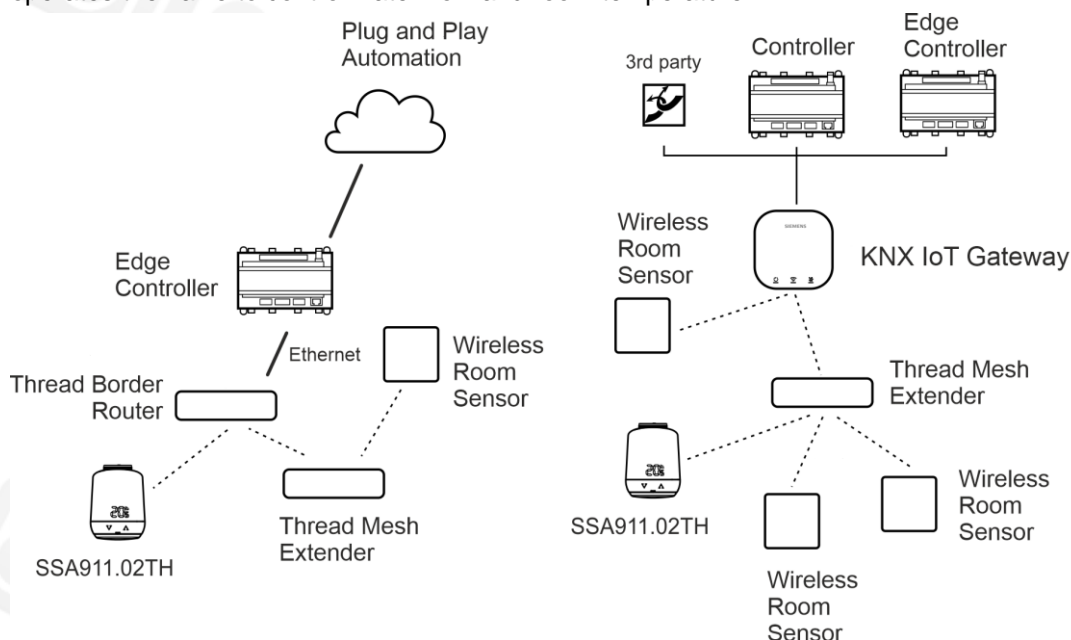 Plug and Play
Automation
Edge
Controller
Ethernet
Wireless
Room
Sensor
Thread Border
Router
Thread Mesh
Extender
SSA911.02TH
3rd party
Controller
Edge
Controller
Wireless
Room
Sensor
SIEMENS
KNX IoT Gateway
Thread Mesh
Extender
SSA911.02TH
Wireless
Room
Sensor
Wireless
Room
Sensor